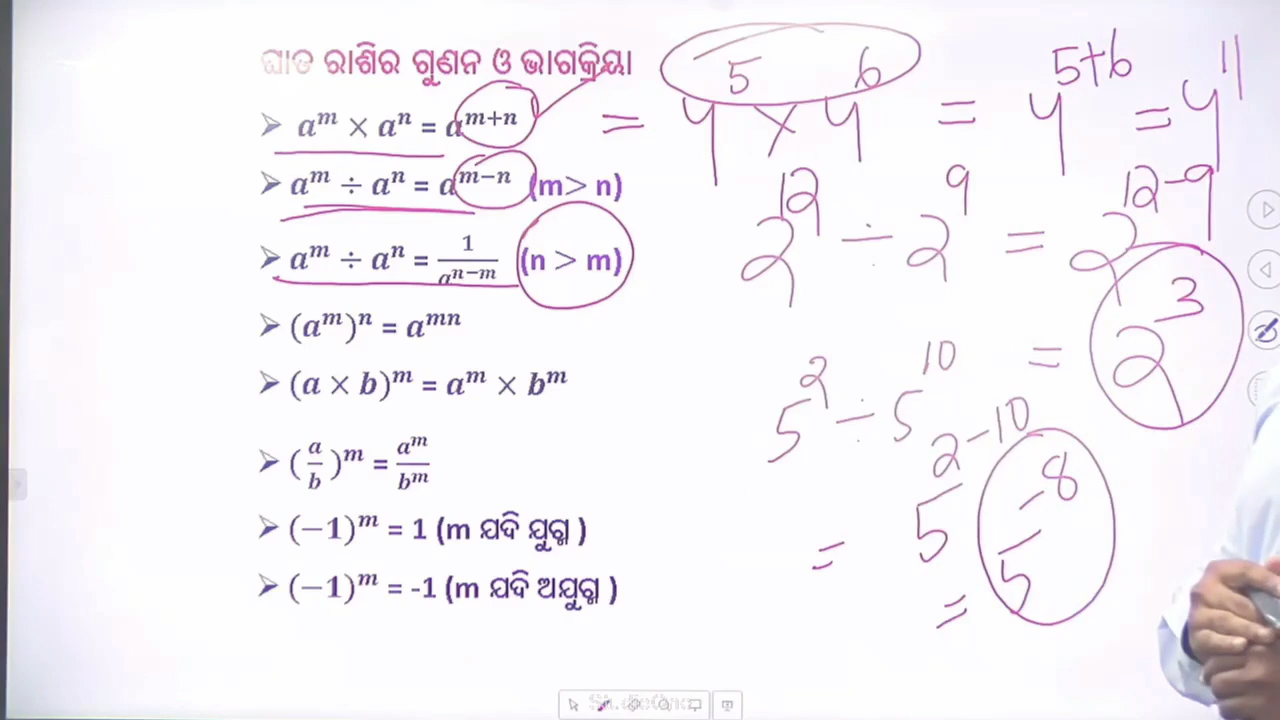 ଘାତ ରାଶିର ଗୁଣନ ଓ ଭାଗକ୍ରିୟା
➢ aᵐ × aⁿ = aᵐ⁺ⁿ
➢ aᵐ ÷ aⁿ = aᵐ⁻ⁿ (m> n)
➢ aᵐ ÷ aⁿ = 1/aⁿ⁻ᵐ (n > m)
➢ (aᵐ)ⁿ = aᵐⁿ
➢ (a × b)ᵐ = aᵐ × bᵐ
➢ (a/b)ᵐ = aᵐ/bᵐ
➢ (−1)ᵐ = 1 (m ଯଦି ଯୁଗ୍ମ )
➢ (−1)ᵐ = -1 (m ଯଦି ଅଯୁଗ୍ମ )
= 4⁵ × 4⁶ = 4⁵⁺⁶ = 4¹¹
2¹² ÷ 2⁹ = 2¹²⁻⁹
= 2³
5² ÷ 5¹⁰
= 5²⁻¹⁰
= 5⁻⁸